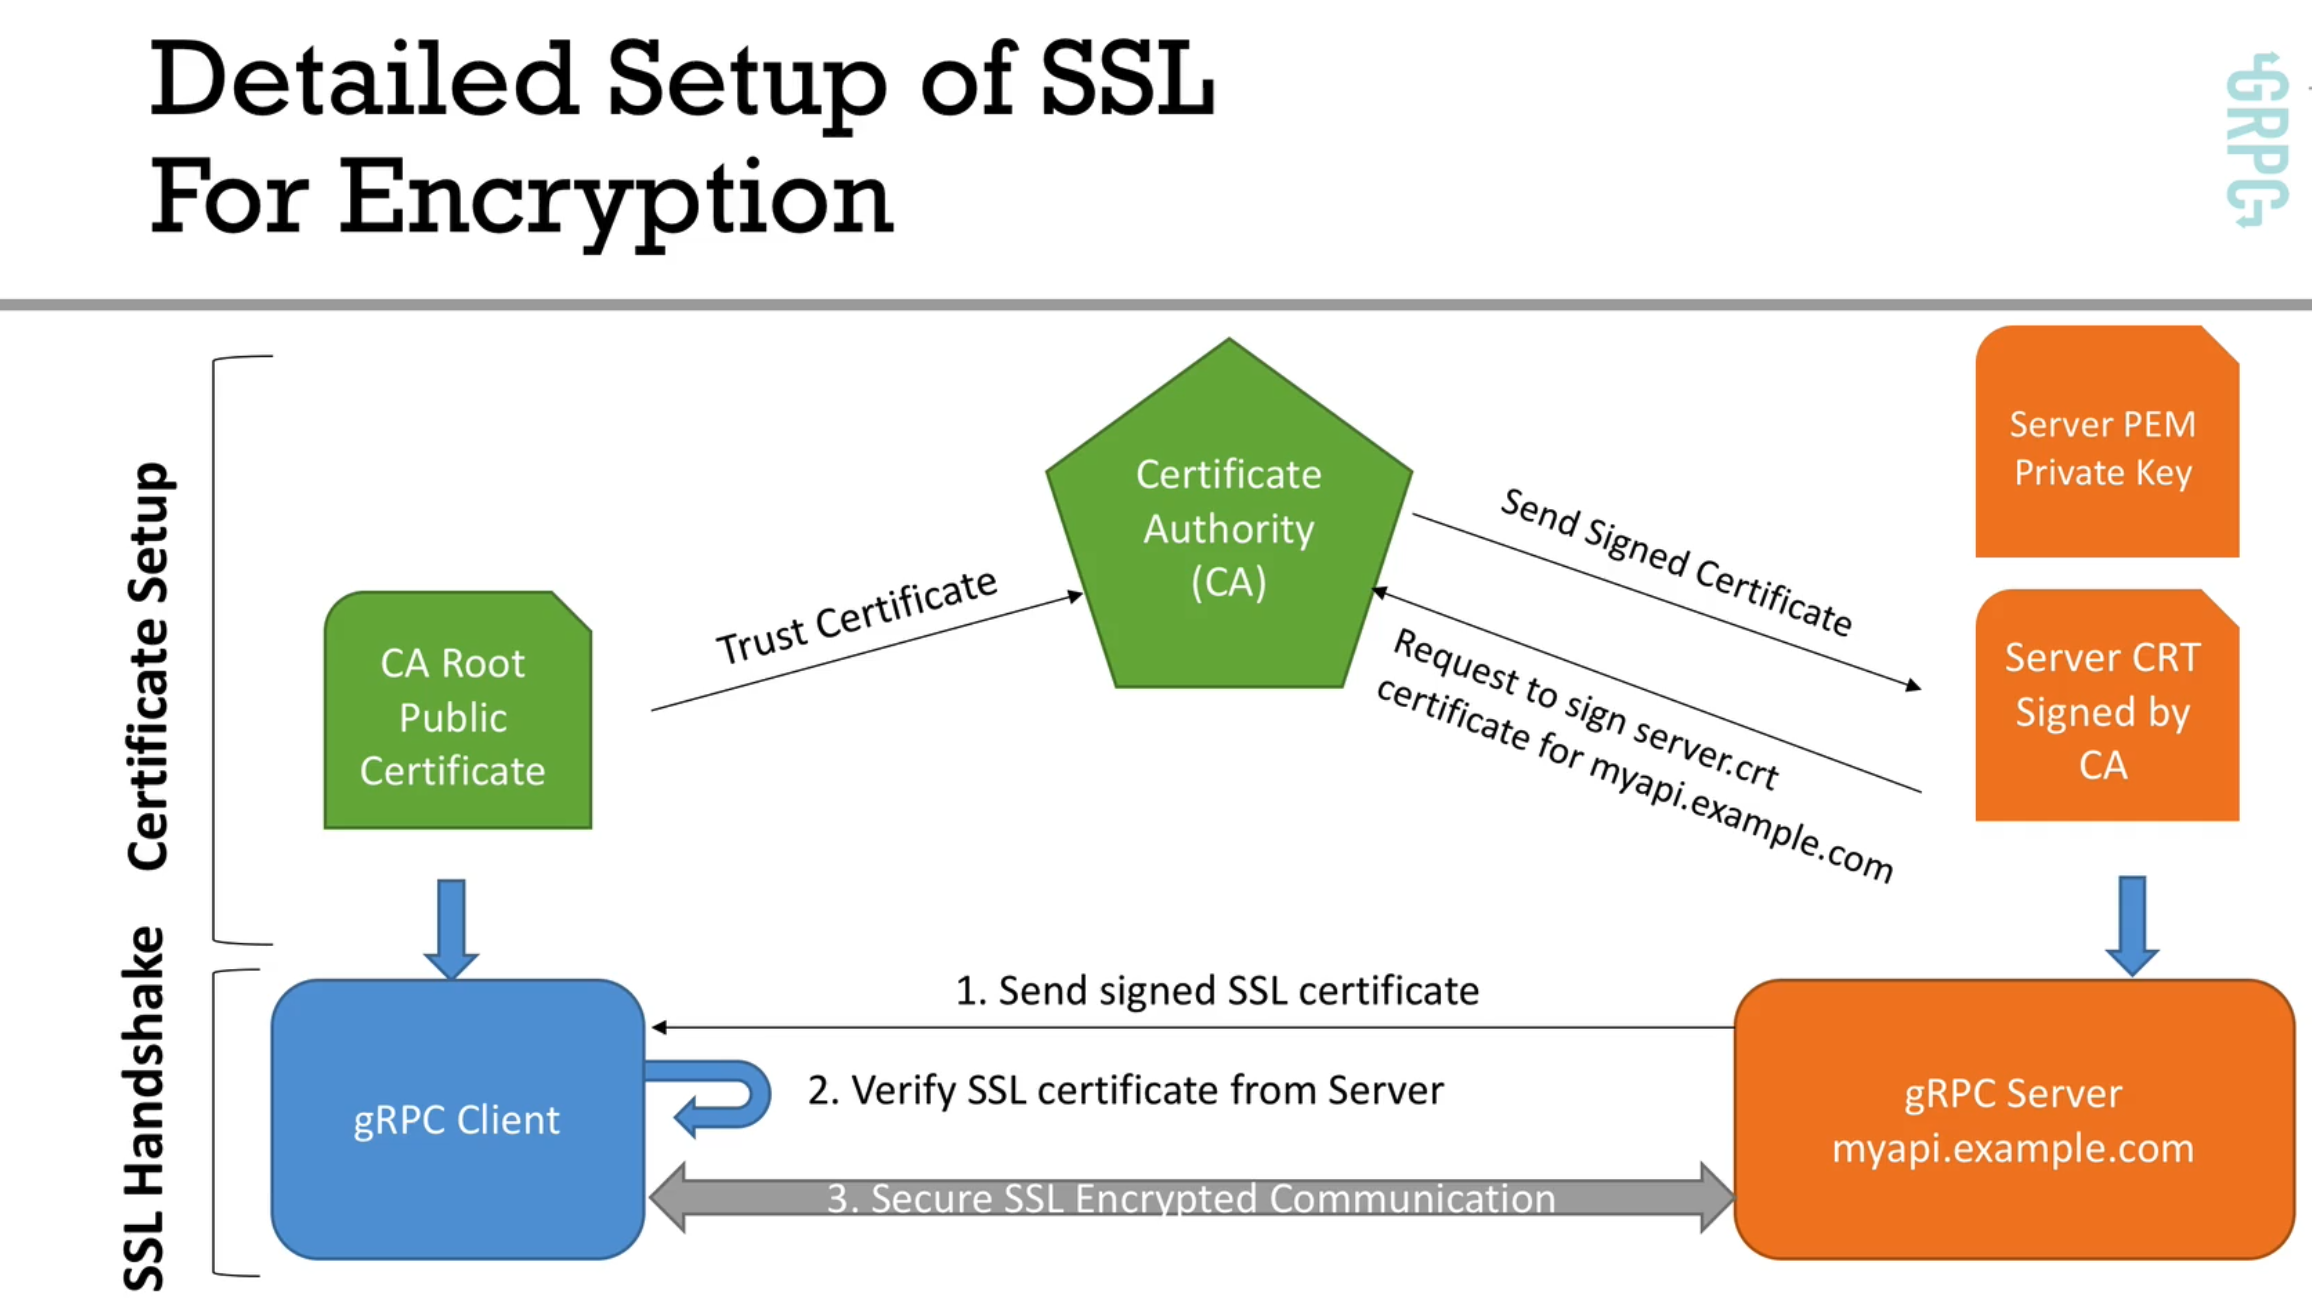 Detailed Setup of SSL
For Encryption
GRPC
Certificate Setup
CA Root
Public
Certificate
Trust Certificate
Certificate
Authority
(CA)
Send Signed Certificate
Request to sign server.crt
certificate for myapi.example.com
Server PEM
Private Key
Server CRT
Signed by
CA
SSL Handshake
gRPC Client
1. Send signed SSL certificate
2. Verify SSL certificate from Server
3. Secure SSL Encrypted Communication
gRPC Server
myapi.example.com